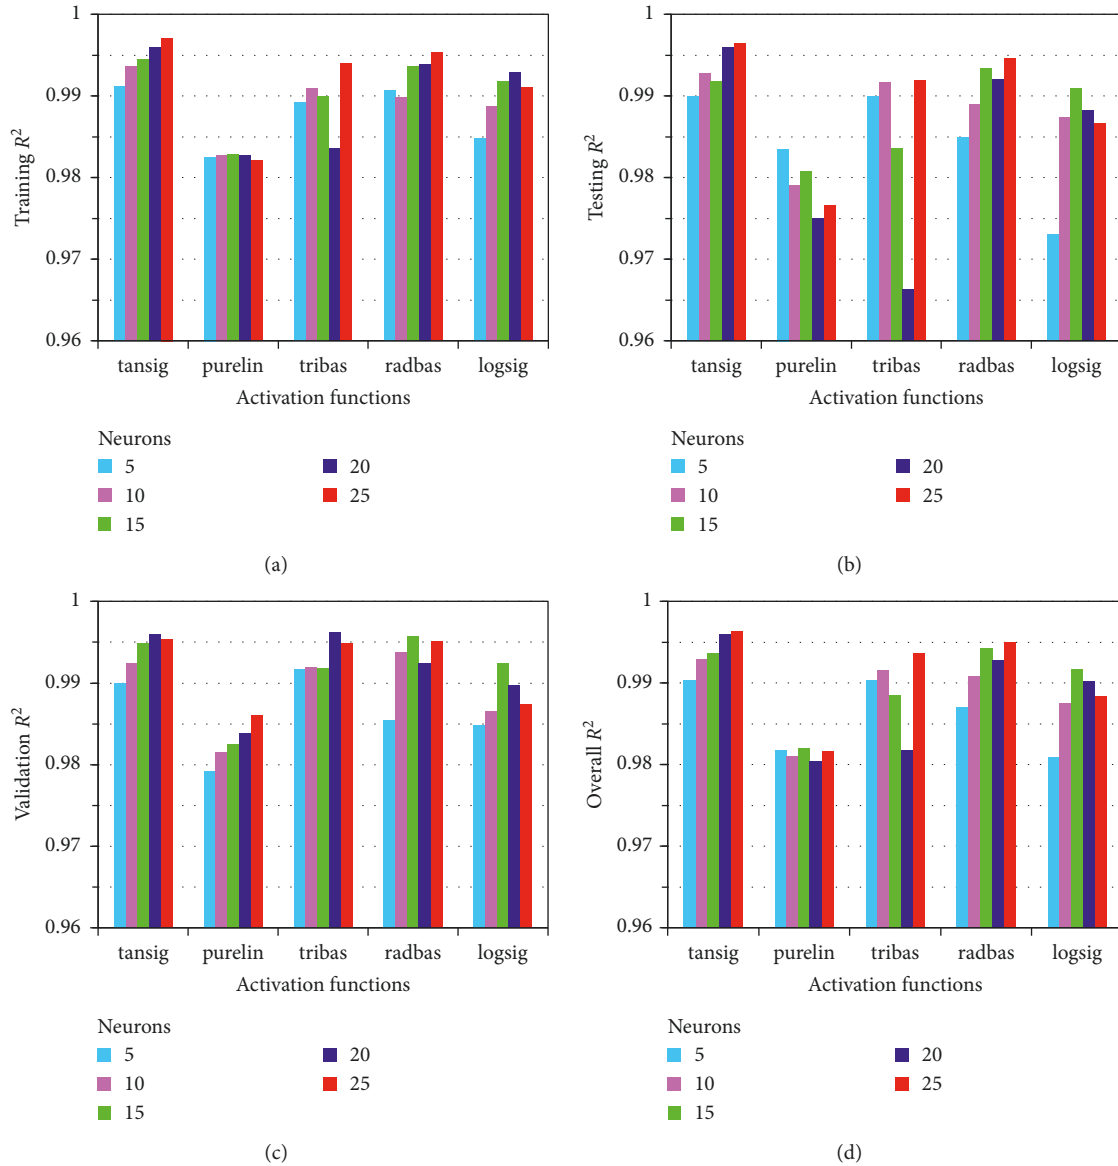 1
0.99
0.98
0.97
0.96
Training R²
tansig purelin tribas radbas logsig
Activation functions
Neurons
5 20
10 25
15
(a)
1
0.99
0.98
0.97
0.96
Testing R²
tansig purelin tribas radbas logsig
Activation functions
Neurons
5 20
10 25
15
(b)
1
0.99
0.98
0.97
0.96
Validation R²
tansig purelin tribas radbas logsig
Activation functions
Neurons
5 20
10 25
15
(c)
1
0.99
0.98
0.97
0.96
Overall R²
tansig purelin tribas radbas logsig
Activation functions
Neurons
5 20
10 25
15
(d)